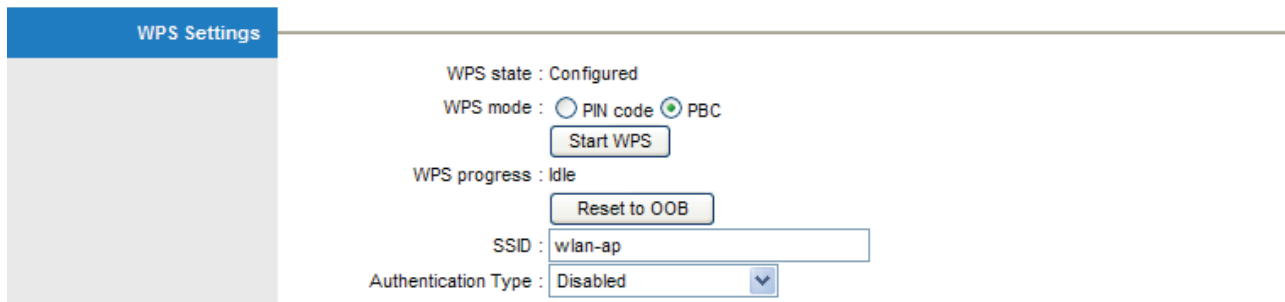 WPS Settings
WPS state : Configured
WPS mode : PIN code PBC
Start WPS
WPS progress : Idle
Reset to OOB
SSID : wlan-ap
Authentication Type : Disabled